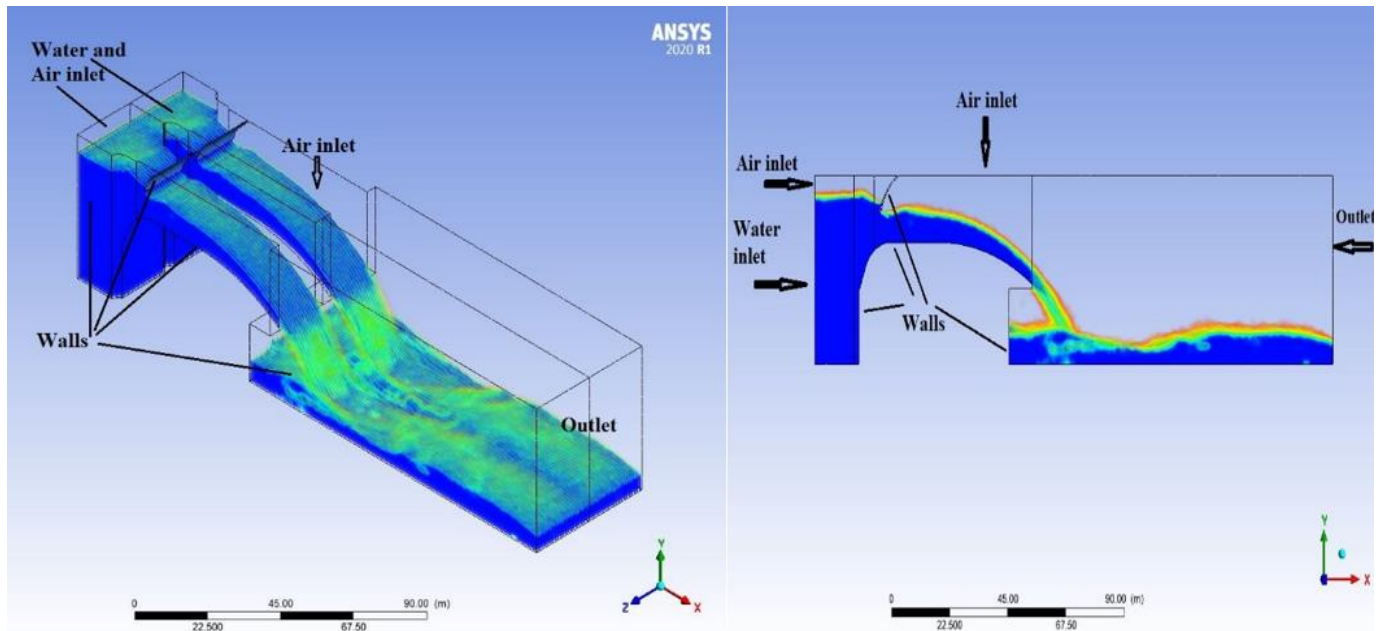 ANSYS
2020 R1
Water and
Air inlet
Air inlet
Walls
Outlet
Y
Z
X
0 45.00 90.00 (m)
22.500 67.50
Air inlet
Air inlet
Water
inlet
Outlet
Walls
Y
X
0 45.00 90.00 (m)
22.500 67.50